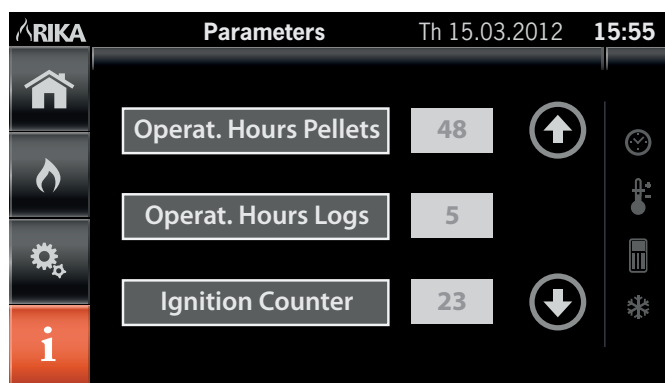 RIKA Parameters Th 15.03.2012 15:55
Operat. Hours Pellets 48
Operat. Hours Logs 5
Ignition Counter 23
i